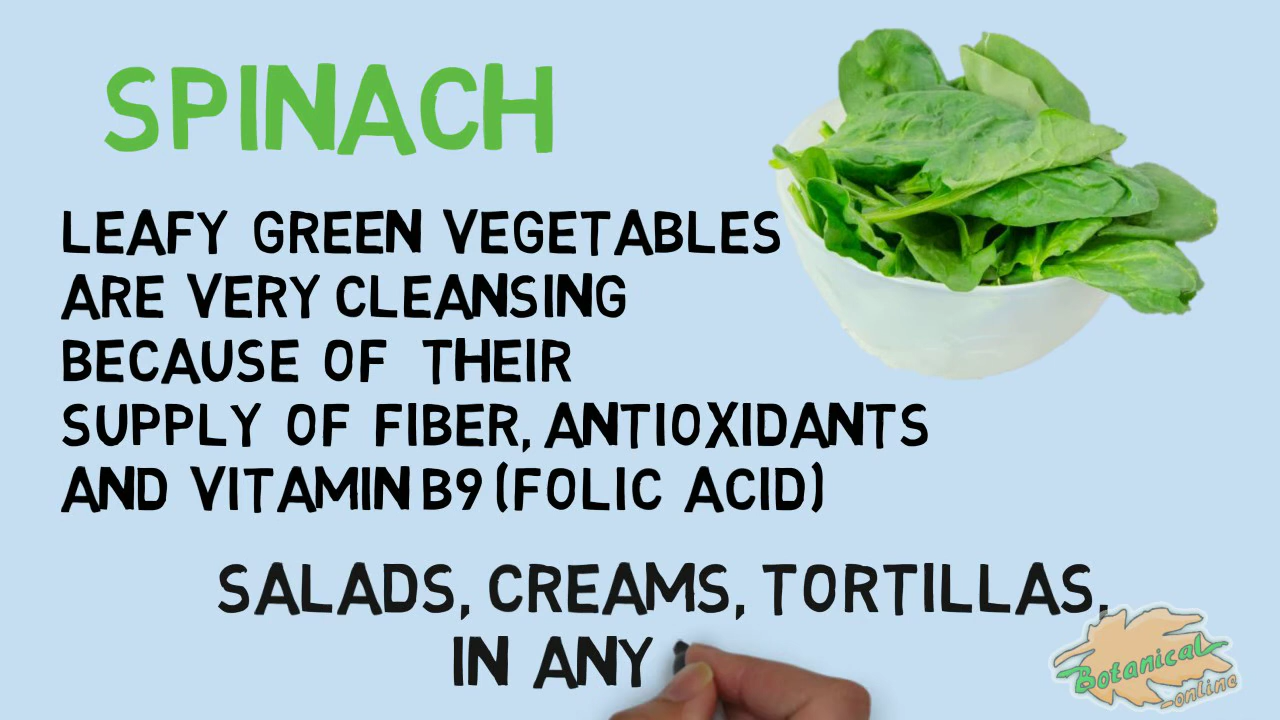 SPINACH
LEAFY GREEN VEGETABLES
ARE VERY CLEANSING
BECAUSE OF THEIR
SUPPLY OF FIBER, ANTIOXIDANTS
AND VITAMIN B9 (FOLIC ACID)
SALADS, CREAMS, TORTILLAS,
IN ANY
Botanical
-online